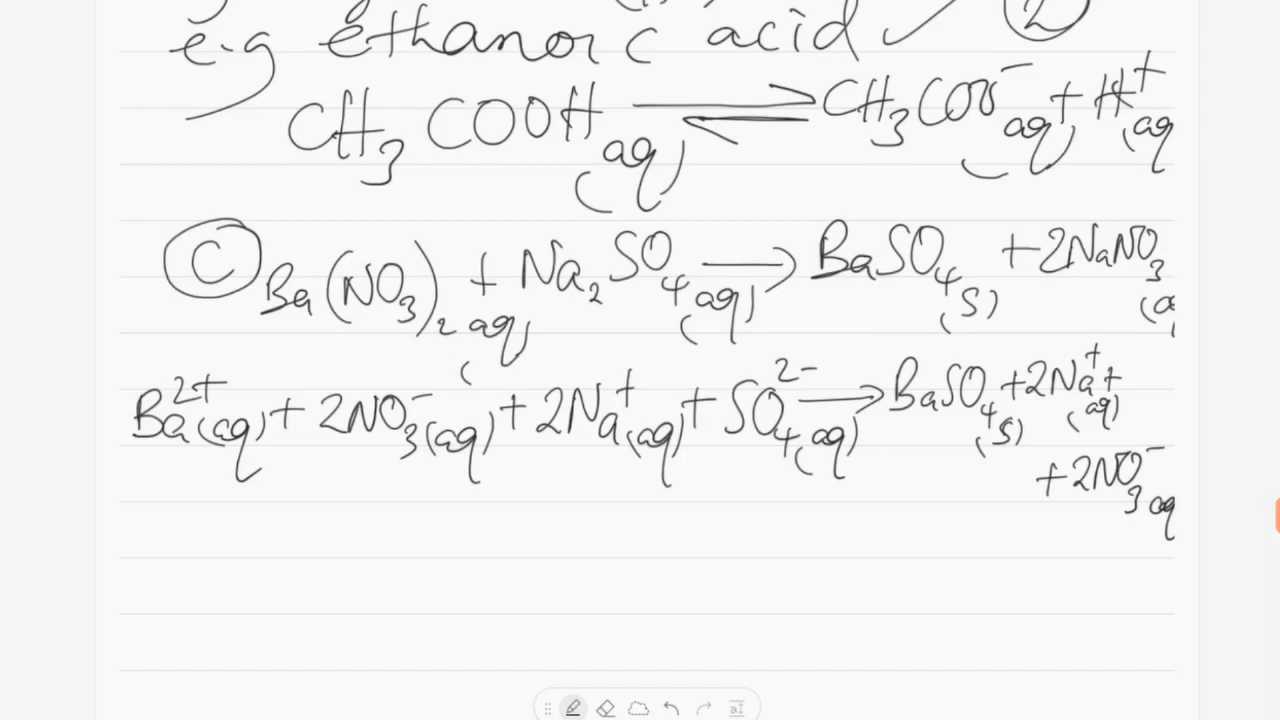 e.g ethanoic acid ✓ ②
CH₃COOH(aq) ⇌ CH₃COO⁻(aq) + H⁺(aq
Ⓒ Ba(NO₃)₂(aq + Na₂SO₄(aq) → BaSO₄(s) + 2NaNO₃(a
Ba²⁺(aq) + 2NO₃⁻(aq) + 2Na⁺(aq) + SO₄²⁻(aq) → BaSO₄(s) + 2Na⁺(aq) +
+ 2NO₃⁻aq